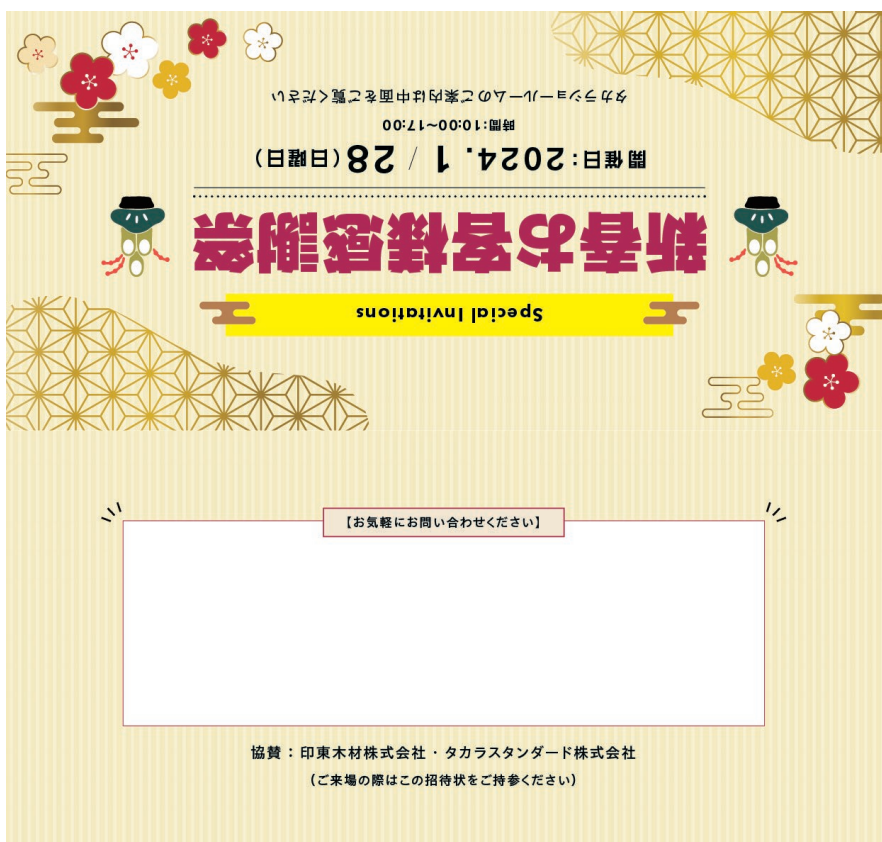 Special Invitations
新春お客様感謝祭
開催日:2024. 1 / 28(日曜日)
時間:10:00~17:00
タカラショールームのご案内は中面をご覧ください
【お気軽にお問い合わせください】
協賛:印東木材株式会社・タカラスタンダード株式会社
(ご来場の際はこの招待状をご持参ください)